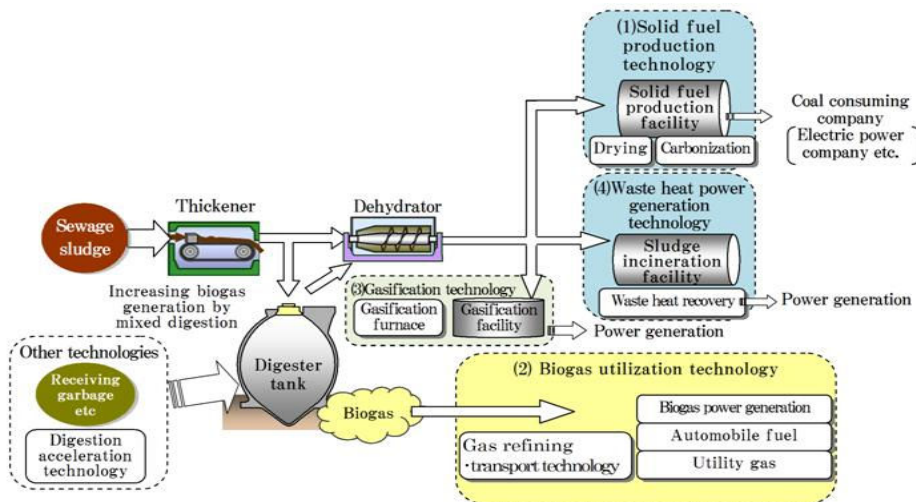 (1)Solid fuel
production
technology
Solid fuel
production
facility
Drying
Carbonization
Coal consuming
company
Electric power
company etc.
(4)Waste heat power
generation
technology
Sludge
incineration
facility
Waste heat recovery
Power generation
Sewage
sludge
Thickener
Dehydrator
Increasing biogas
generation by
mixed digestion
(3)Gasification technology
Gasification
furnace
Gasification
facility
Power generation
Other technologies
Receiving
garbage
etc
Digestion
acceleration
technology
Digester
tank
Biogas
(2) Biogas utilization technology
Gas refining
・transport technology
Biogas power generation
Automobile fuel
Utility gas